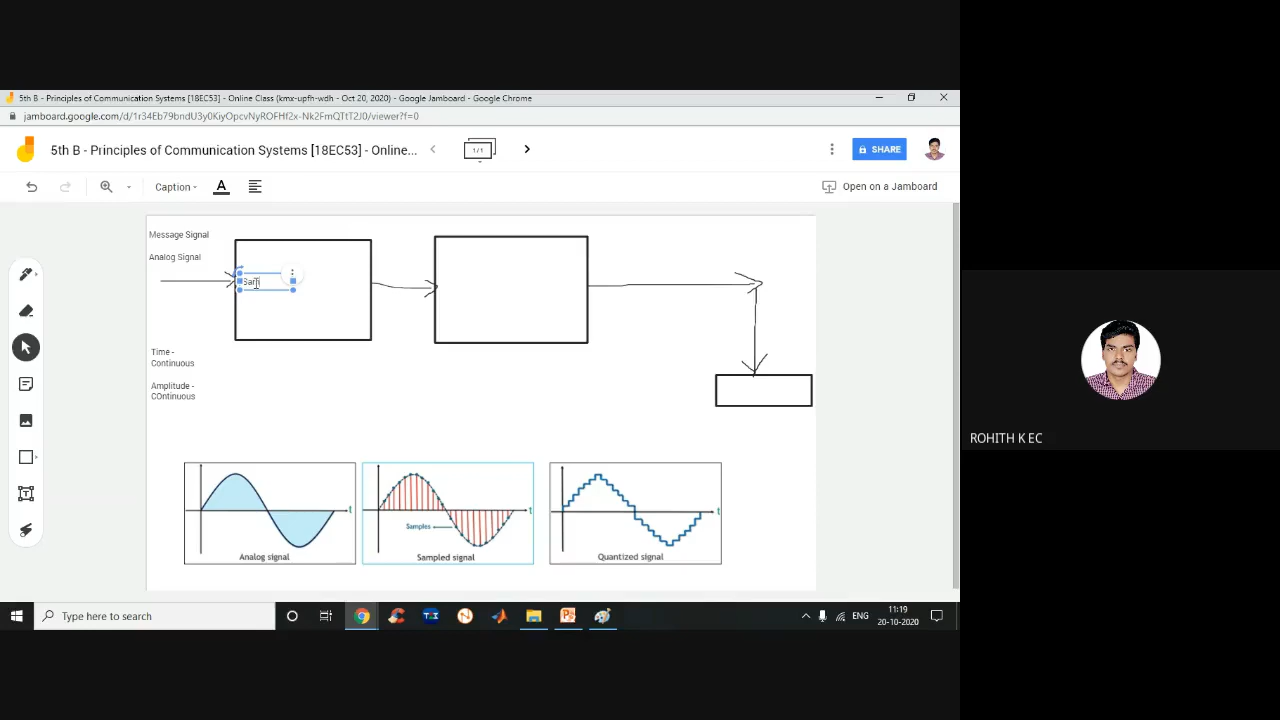 5th B - Principles of Communication Systems [18EC53] - Online Class (kmx-upfh-wdh - Oct 20, 2020) - Google Jamboard - Google Chrome
jamboard.google.com/d/1r34Eb79bndU3y0KiyOpcvNyROFHf2x-Nk2FmQTtT2J0/viewer?f=0
5th B - Principles of Communication Systems [18EC53] - Online...
1/1
SHARE
Caption
A
Open on a Jamboard
Message Signal
Analog Signal
Sam
Time -
Continuous
Amplitude -
COntinuous
t
Analog signal
Samples
t
Sampled signal
t
Quantized signal
ROHITH K EC
Type here to search
ENG
11:19
20-10-2020